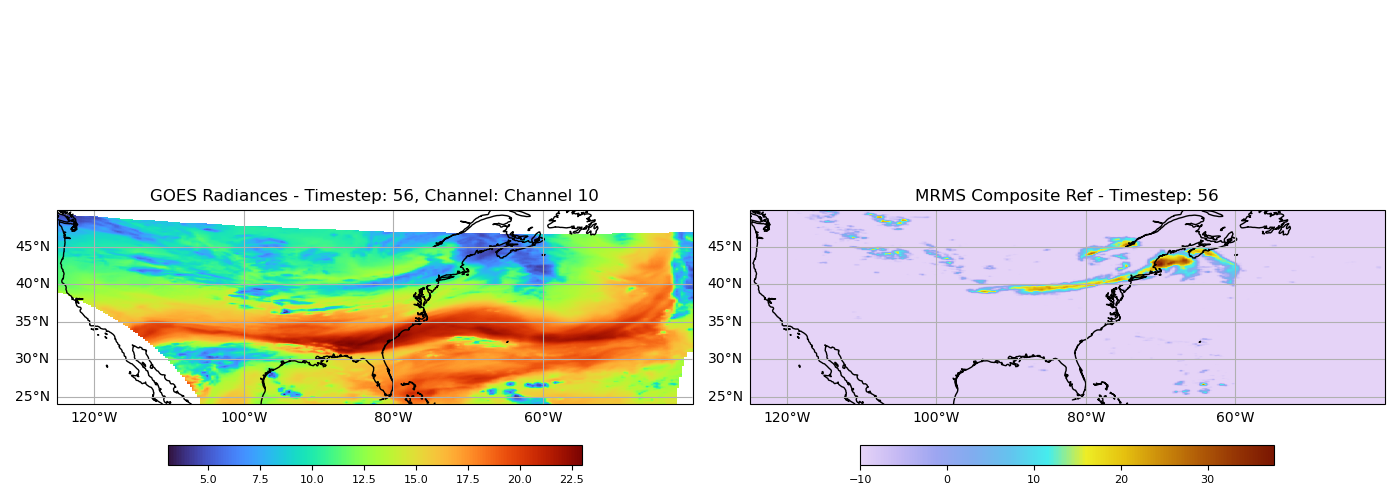 GOES Radiances - Timestep: 56, Channel: Channel 10
45°N
40°N
35°N
30°N
25°N
120°W 100°W 80°W 60°W
5.0 7.5 10.0 12.5 15.0 17.5 20.0 22.5
MRMS Composite Ref - Timestep: 56
45°N
40°N
35°N
30°N
25°N
120°W 100°W 80°W 60°W
−10 0 10 20 30